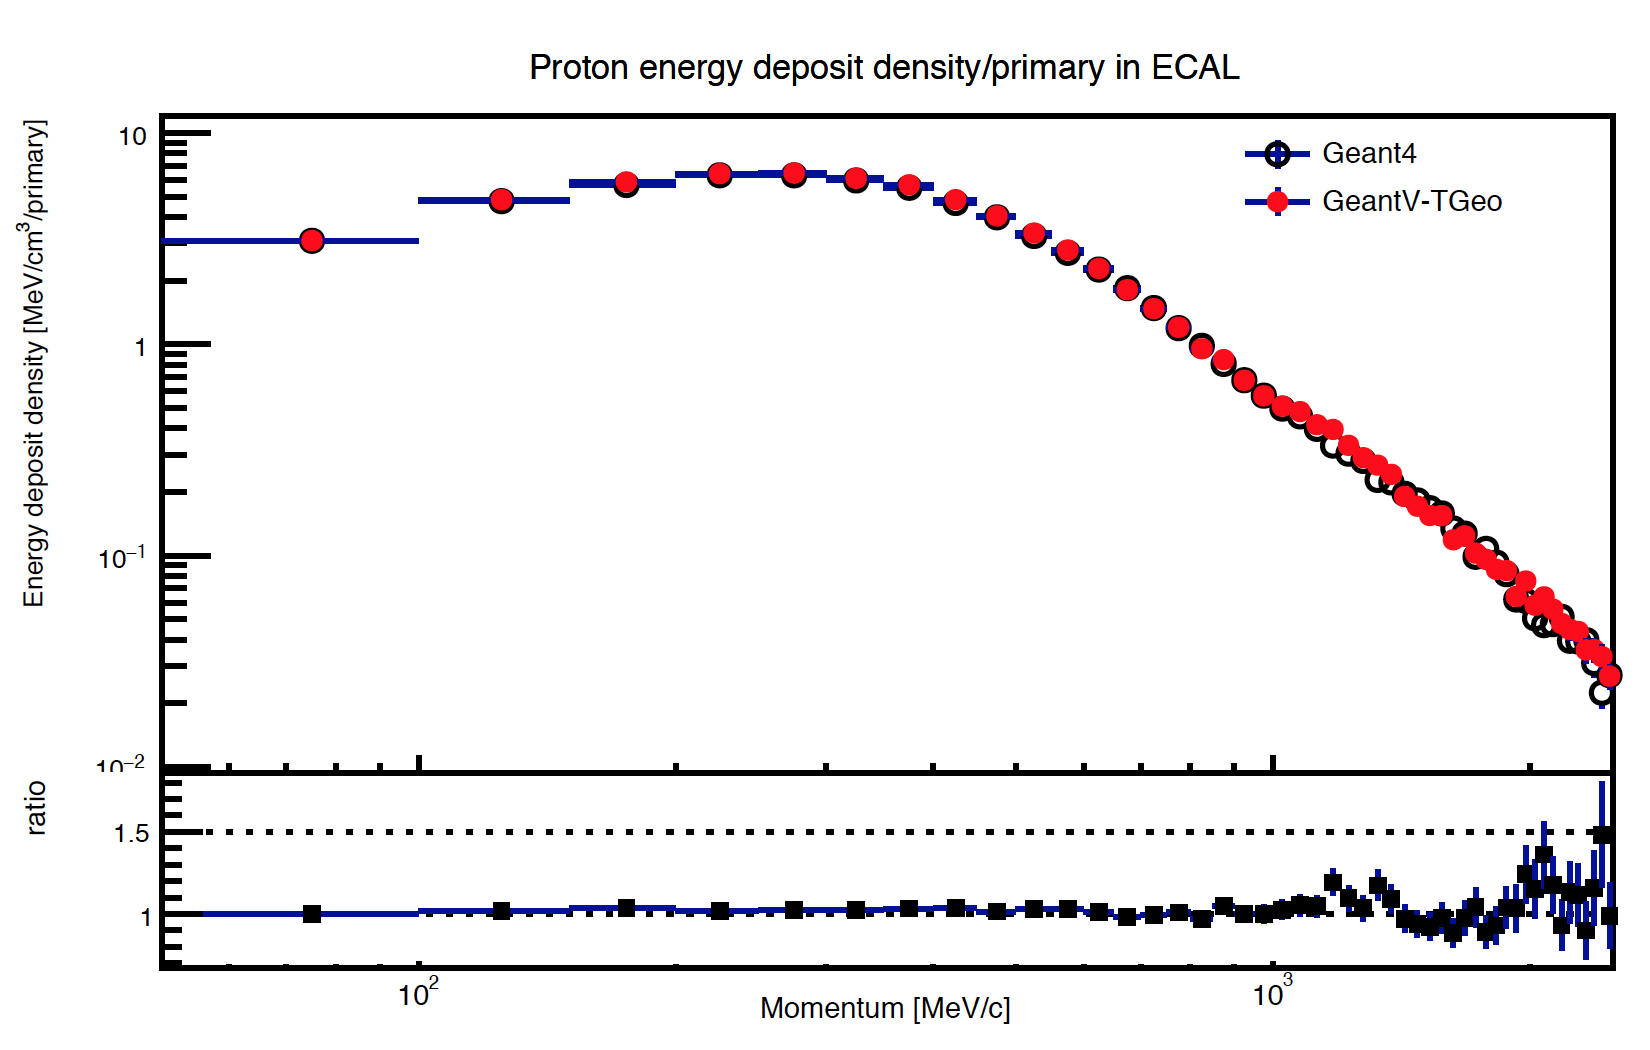 Proton energy deposit density/primary in ECAL
Energy deposit density [MeV/cm³/primary]
10
1
10⁻¹
10⁻²
Geant4
GeantV-TGeo
ratio
1.5
1
10²
10³
Momentum [MeV/c]